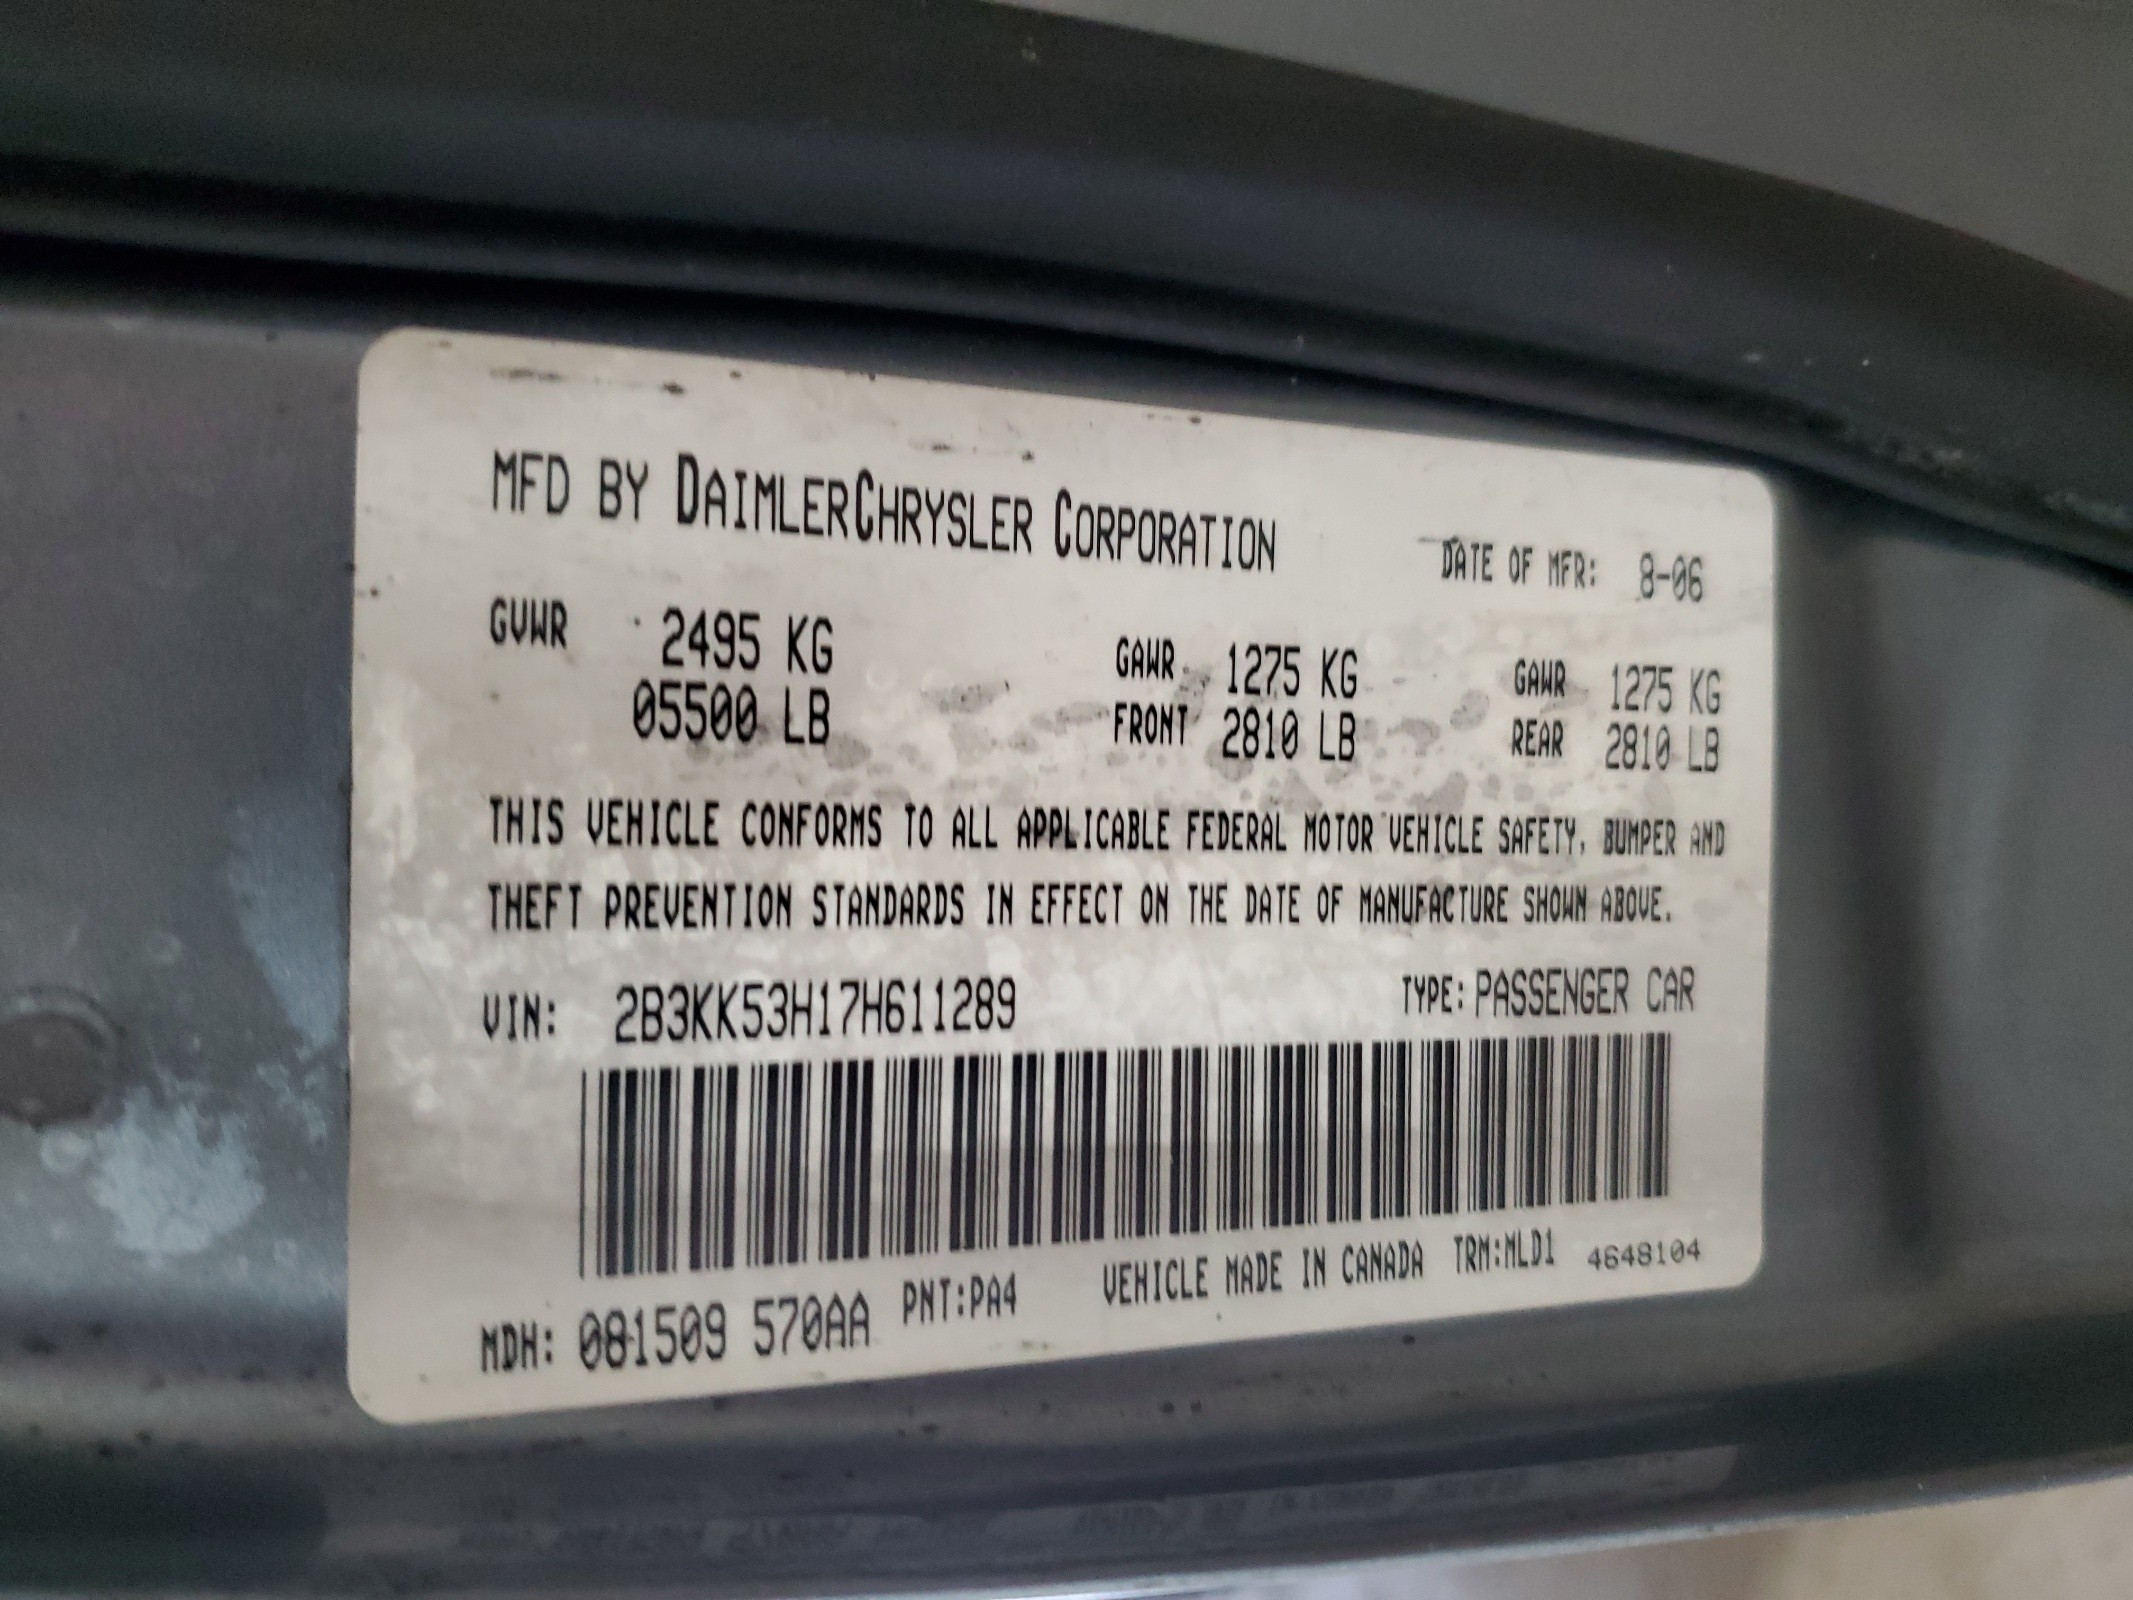 MFD BY DAIMLERCHRYSLER CORPORATION DATE OF MFR: 8-06
GVWR 2495 KG GAWR 1275 KG GAWR 1275 KG
05500 LB FRONT 2810 LB REAR 2810 LB
THIS VEHICLE CONFORMS TO ALL APPLICABLE FEDERAL MOTOR VEHICLE SAFETY, BUMPER AND
THEFT PREVENTION STANDARDS IN EFFECT ON THE DATE OF MANUFACTURE SHOWN ABOVE.
VIN: 2B3KK53H17H611289 TYPE: PASSENGER CAR
MDH: 081509 570AA PNT:PA4 VEHICLE MADE IN CANADA TRM:MLD1 4648104